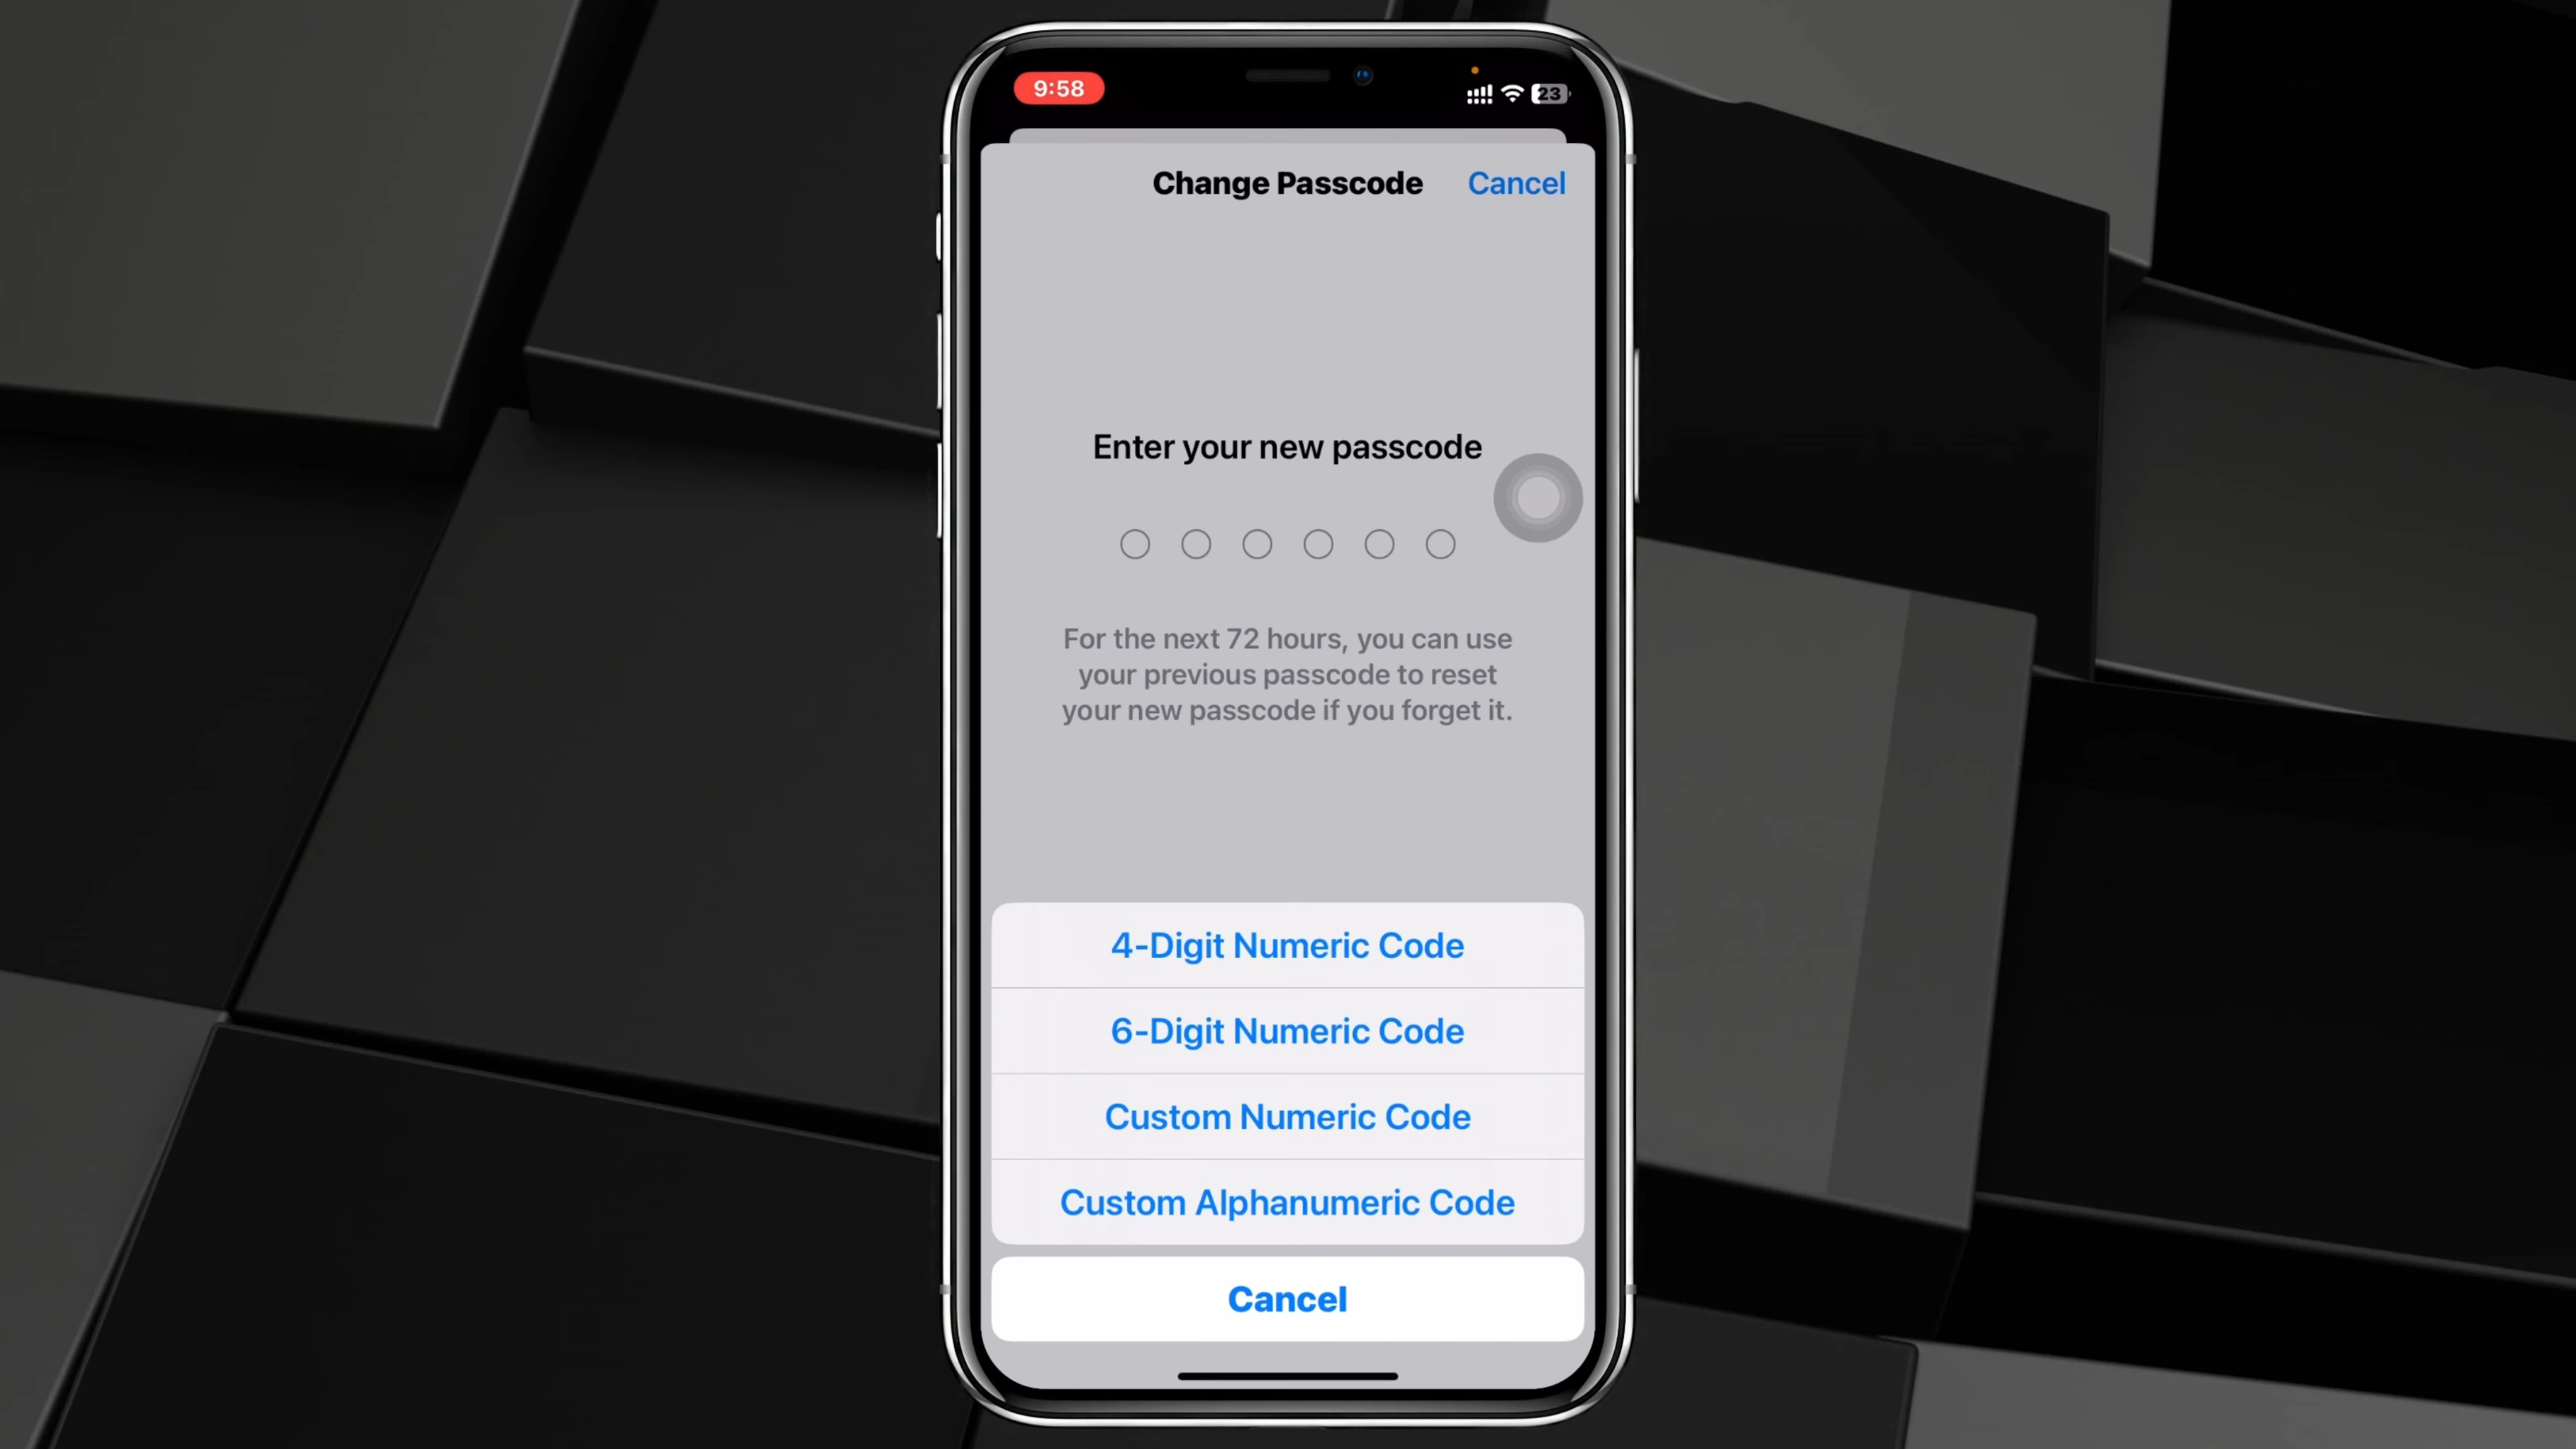 9:58
23
Change Passcode
Cancel
Enter your new passcode
For the next 72 hours, you can use
your previous passcode to reset
your new passcode if you forget it.
4-Digit Numeric Code
6-Digit Numeric Code
Custom Numeric Code
Custom Alphanumeric Code
Cancel